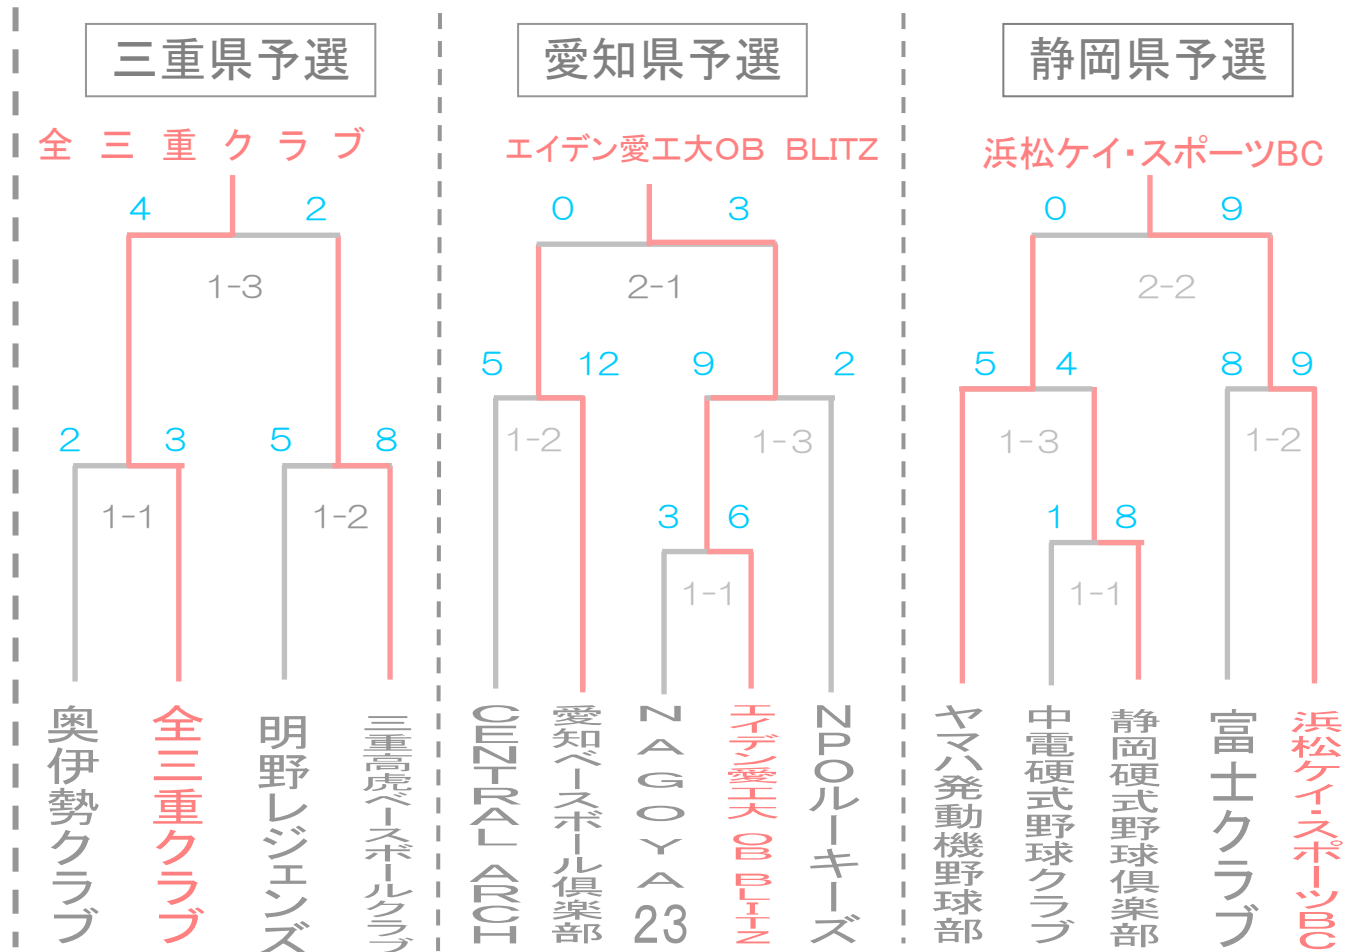 三重県予選
全三重クラブ
4 2
1-3
2 3 5 8
1-1 1-2
奥伊勢クラブ
全三重クラブ
明野レジェンズ
三重高虎ベースボールクラブ
愛知県予選
エイデン愛工大OB BLITZ
0 3
2-1
5 12 9 2
1-2 1-3
3 6
1-1
CENTRAL ARCH
愛知ベースボール倶楽部
NAGOYA23
エイデン愛工大 OB BLITZ
NPOルーキーズ
静岡県予選
浜松ケイ・スポーツBC
0 9
2-2
5 4 8 9
1-3 1-2
1 8
1-1
ヤマハ発動機野球部
中電硬式野球クラブ
静岡硬式野球倶楽部
富士クラブ
浜松ケイ・スポーツBC